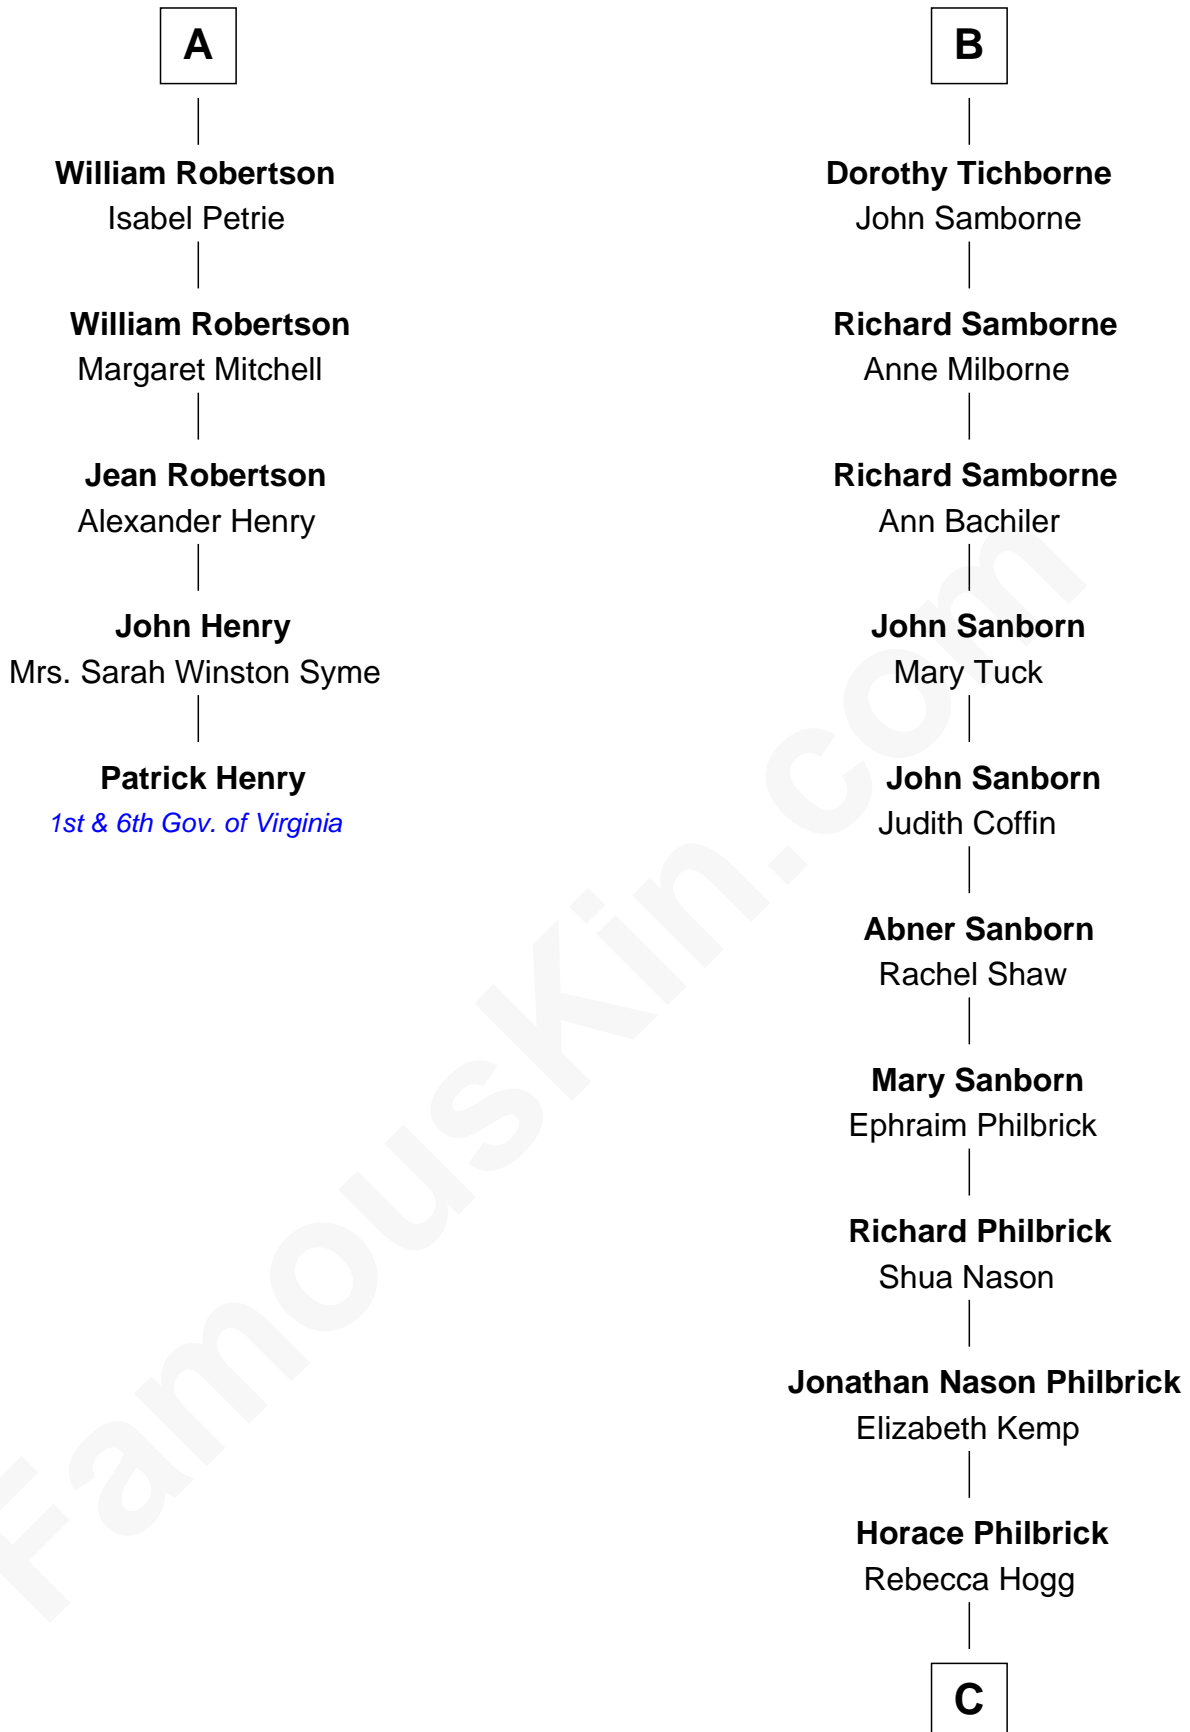 A
William Robertson
Isabel Petrie
William Robertson
Margaret Mitchell
Jean Robertson
Alexander Henry
John Henry
Mrs. Sarah Winston Syme
Patrick Henry
1st & 6th Gov. of Virginia
B
Dorothy Tichborne
John Samborne
Richard Samborne
Anne Milborne
Richard Samborne
Ann Bachiler
John Sanborn
Mary Tuck
John Sanborn
Judith Coffin
Abner Sanborn
Rachel Shaw
Mary Sanborn
Ephraim Philbrick
Richard Philbrick
Shua Nason
Jonathan Nason Philbrick
Elizabeth Kemp
Horace Philbrick
Rebecca Hogg
C
FamousKin.com